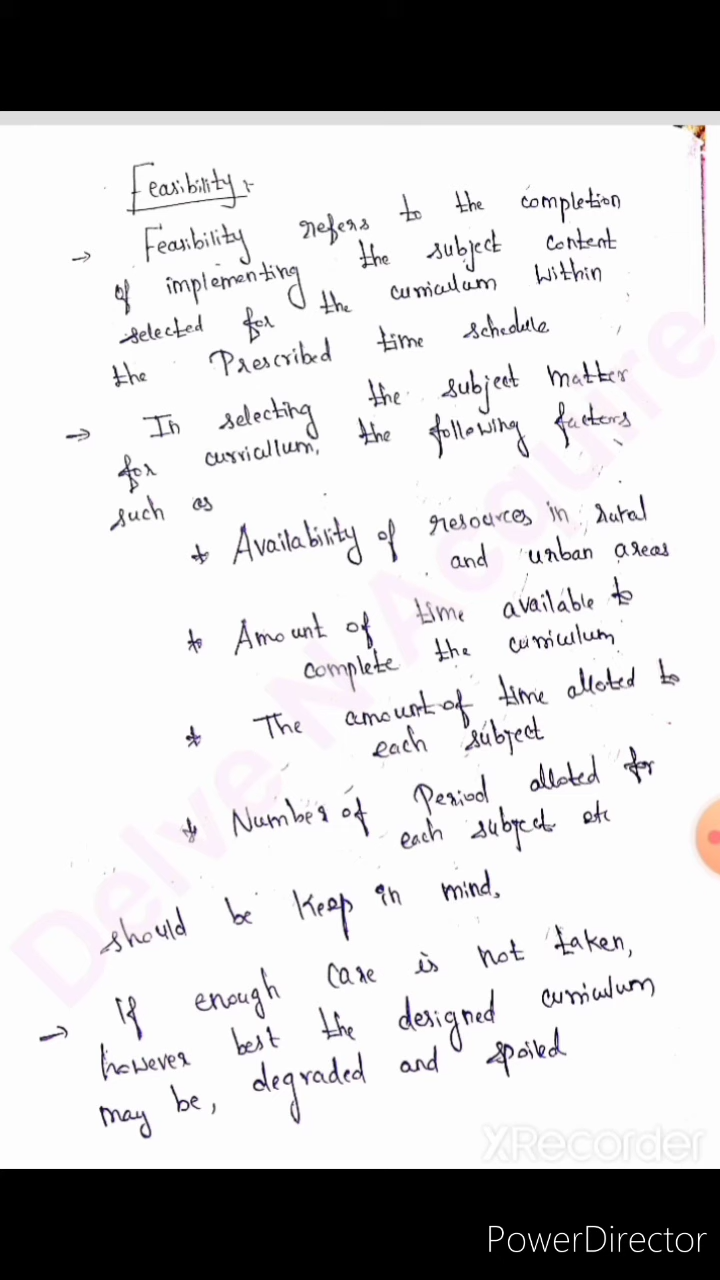 Feasibility :-
→ Feasibility refers to the completion
of implementing the subject content
selected for the curriculum within
the Prescribed time schedule
→ In selecting the subject matter
for curriallum, the following factors
such as
* Availability of resources in rural
and urban areas
* Amount of time available to
complete the curriculum
* The amount of time alloted to
each subject
* Number of Period alloted for
each subject etc
should be keep in mind.
→ If enough care is not taken,
however best the designed curriculum
may be, degraded and spoiled
Delve N Acquire
XRecorder
PowerDirector